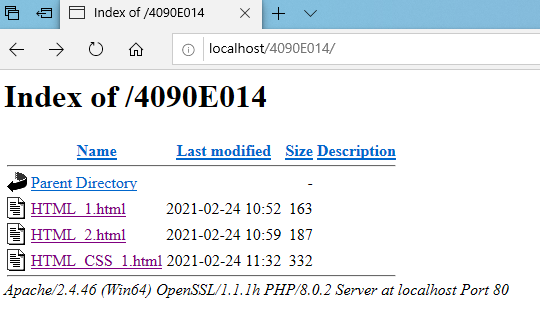 Index of /4090E014
localhost/4090E014/
Index of /4090E014
Name Last modified Size Description
Parent Directory -
HTML_1.html 2021-02-24 10:52 163
HTML_2.html 2021-02-24 10:59 187
HTML_CSS_1.html 2021-02-24 11:32 332
Apache/2.4.46 (Win64) OpenSSL/1.1.1h PHP/8.0.2 Server at localhost Port 80